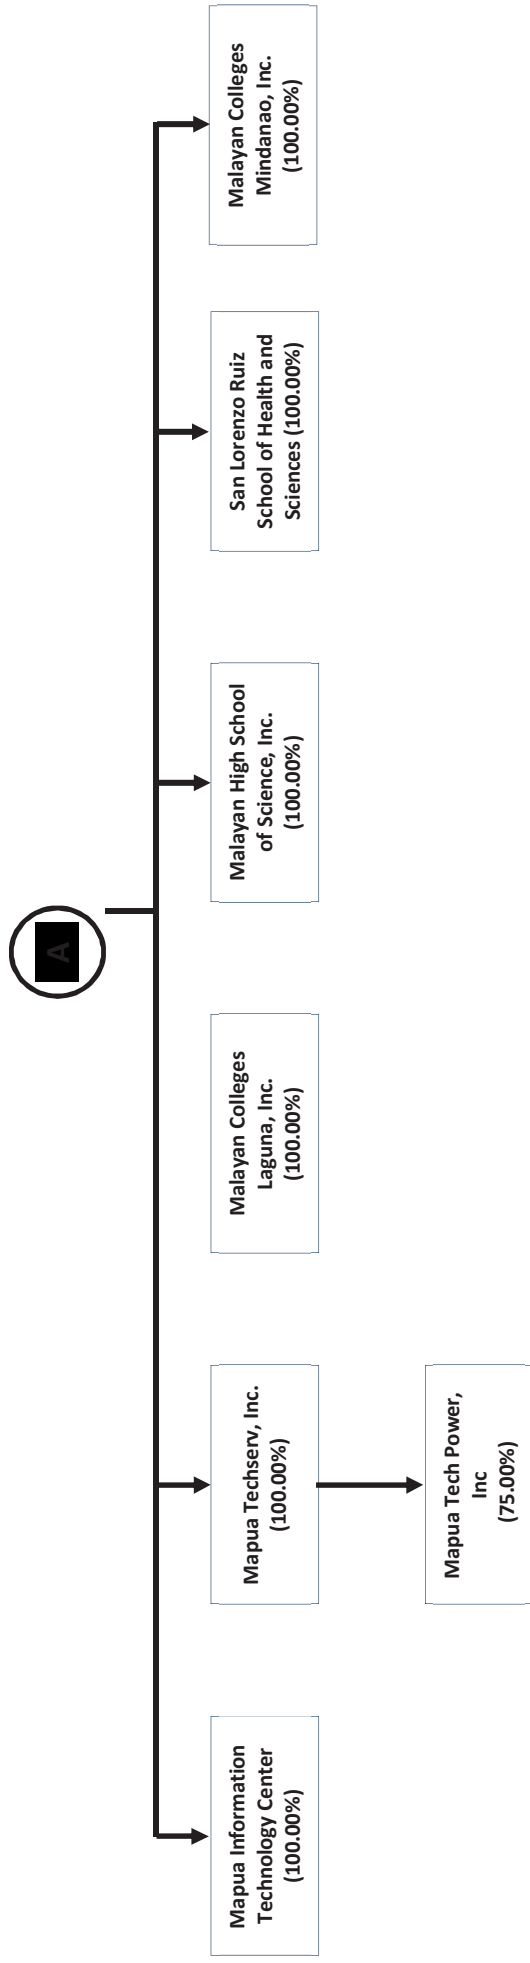 A
Mapua Information
Technology Center
(100.00%)
Mapua Techserv, Inc.
(100.00%)
Malayan Colleges
Laguna, Inc.
(100.00%)
Malayan High School
of Science, Inc.
(100.00%)
San Lorenzo Ruiz
School of Health and
Sciences (100.00%)
Malayan Colleges
Mindanao, Inc.
(100.00%)
Mapua Tech Power,
Inc
(75.00%)